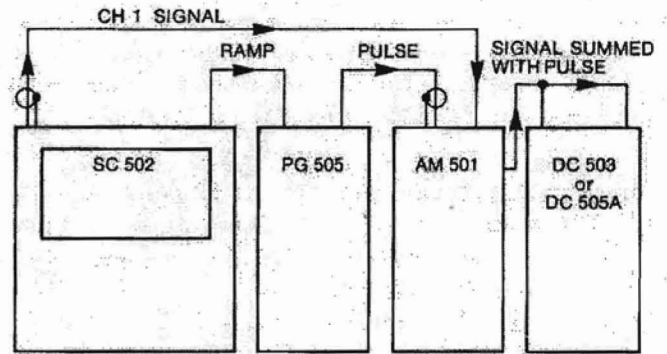 CH 1 SIGNAL
RAMP
PULSE
SIGNAL SUMMED
WITH PULSE
SC 502
PG 505
AM 501
DC 503
or
DC 505A